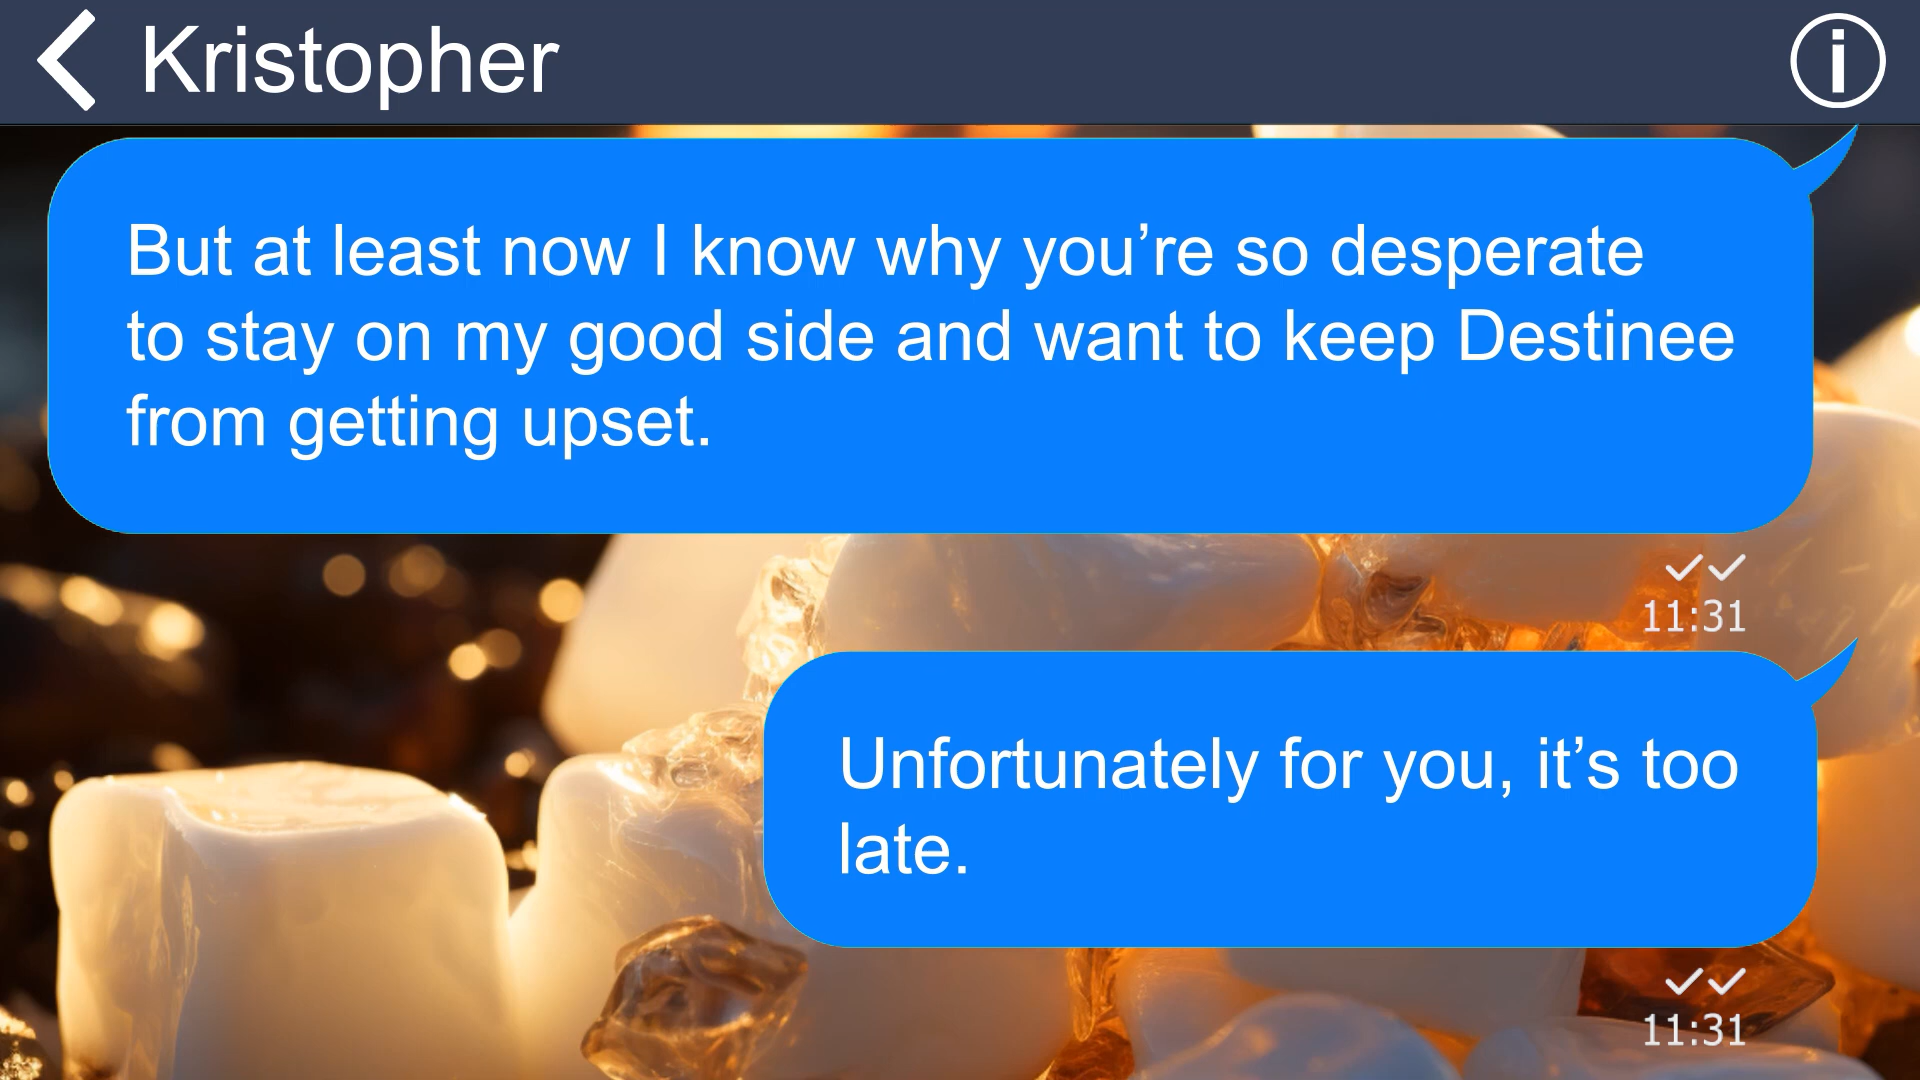 Kristopher
But at least now I know why you’re so desperate
to stay on my good side and want to keep Destinee
from getting upset.
11:31
Unfortunately for you, it’s too
late.
11:31